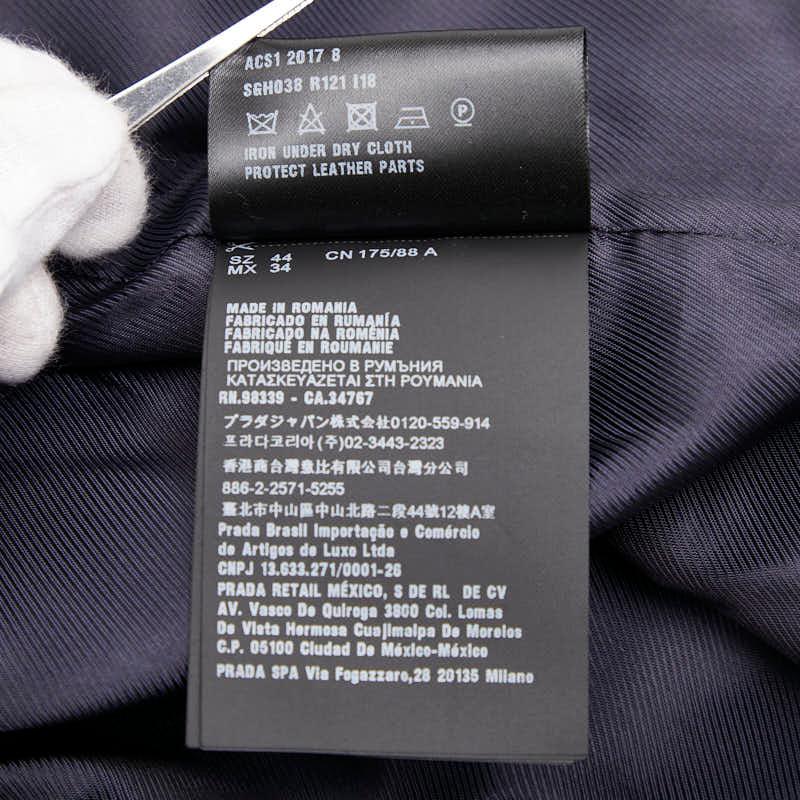 ACS1 2017 8
SGH038 R121 I18
P
IRON UNDER DRY CLOTH
PROTECT LEATHER PARTS
SZ 44 CN 175/88 A
MX 34
MADE IN ROMANIA
FABRICADO EN RUMANÍA
FABRICADO NA ROMÉNIA
FABRIQUÉ EN ROUMANIE
ПРОИЗВЕДЕНО В РУМЪНИЯ
ΚΑΤΑΣΚΕΥΑΖΕΤΑΙ ΣΤΗ ΡΟΥΜΑΝΙΑ
RN.98339 - CA.34767
プラダジャパン株式会社0120-559-914
프라다코리아(주)02-3443-2323
香港商台灣意比有限公司台灣分公司
886-2-2571-5255
臺北市中山區中山北路二段44號12樓A室
Prada Brasil Importação e Comércio
de Artigos de Luxo Ltda
CNPJ 13.633.271/0001-26
PRADA RETAIL MÉXICO, S DE RL DE CV
AV. Vasco De Quiroga 3800 Col. Lomas
De Vista Hermosa Cuajimalpa De Morelos
C.P. 05100 Ciudad De México-México
PRADA SPA Via Fogazzaro,28 20135 Milano